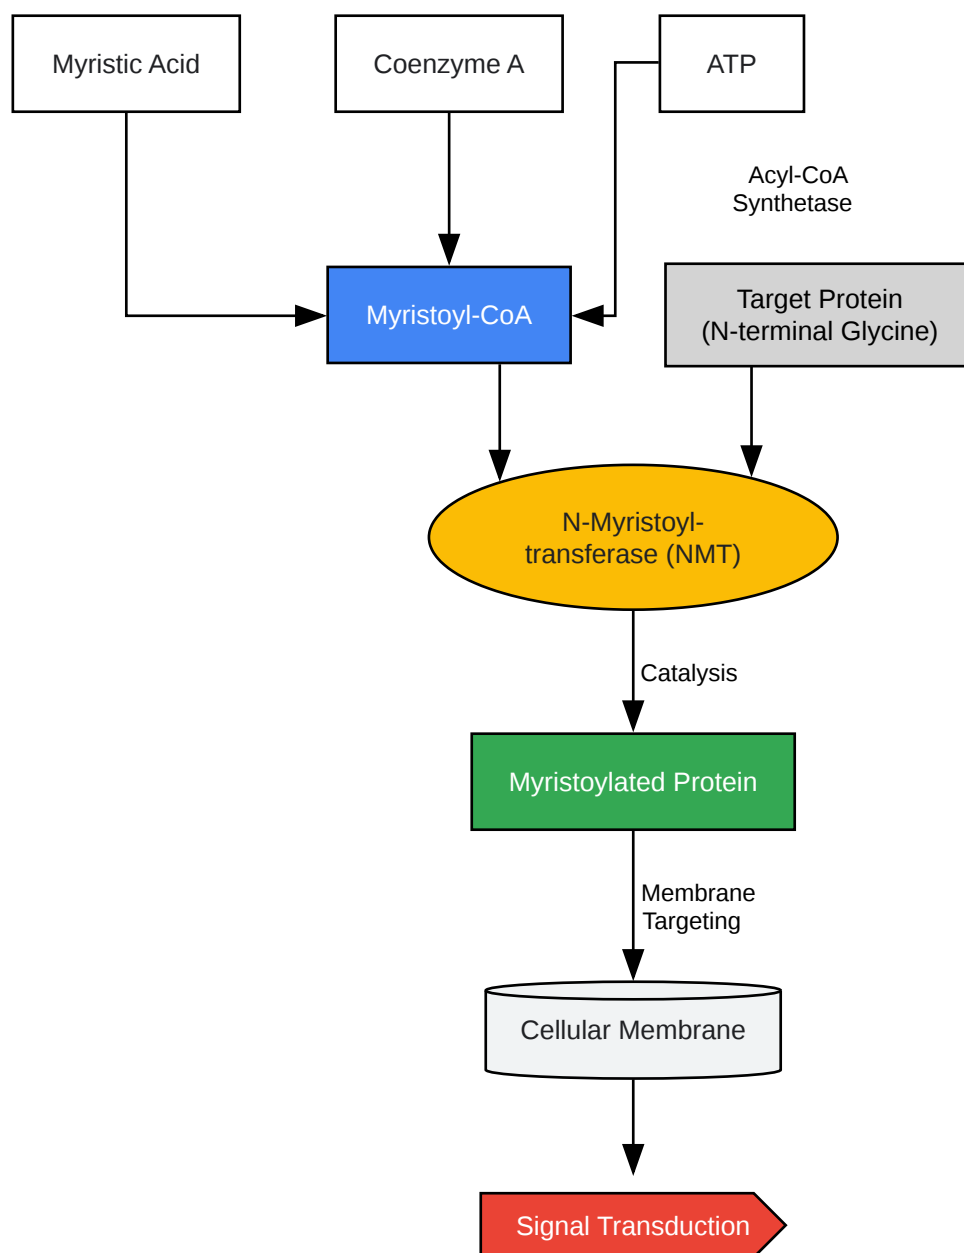 Myristic Acid
Coenzyme A
ATP
Acyl-CoA
Synthetase
Myristoyl-CoA
Target Protein
(N-terminal Glycine)
N-Myristoyl-
transferase (NMT)
Catalysis
Myristoylated Protein
Membrane
Targeting
Cellular Membrane
Signal Transduction